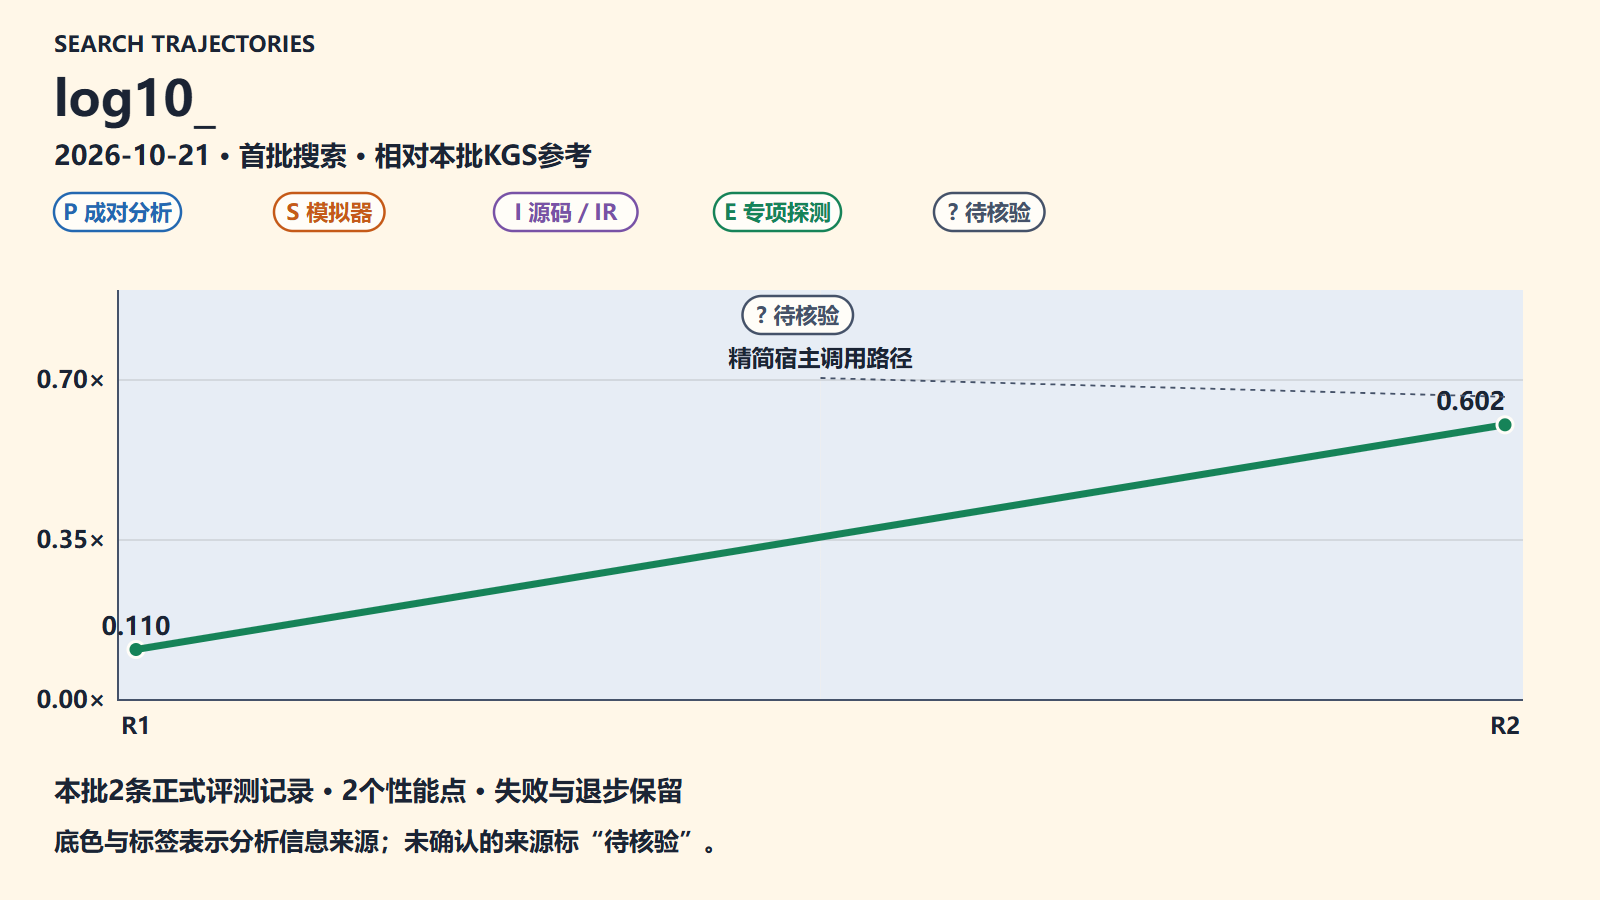 SEARCH TRAJECTORIES
log10_
2026-10-21 • 首批搜索 • 相对本批KGS参考
P 成对分析
S 模拟器
I 源码 / IR
E 专项探测
? 待核验
? 待核验
精简宿主调用路径
0.70×
0.602
0.35×
0.110
0.00×
R1
R2
本批2条正式评测记录 • 2个性能点 • 失败与退步保留
底色与标签表示分析信息来源；未确认的来源标“待核验”。